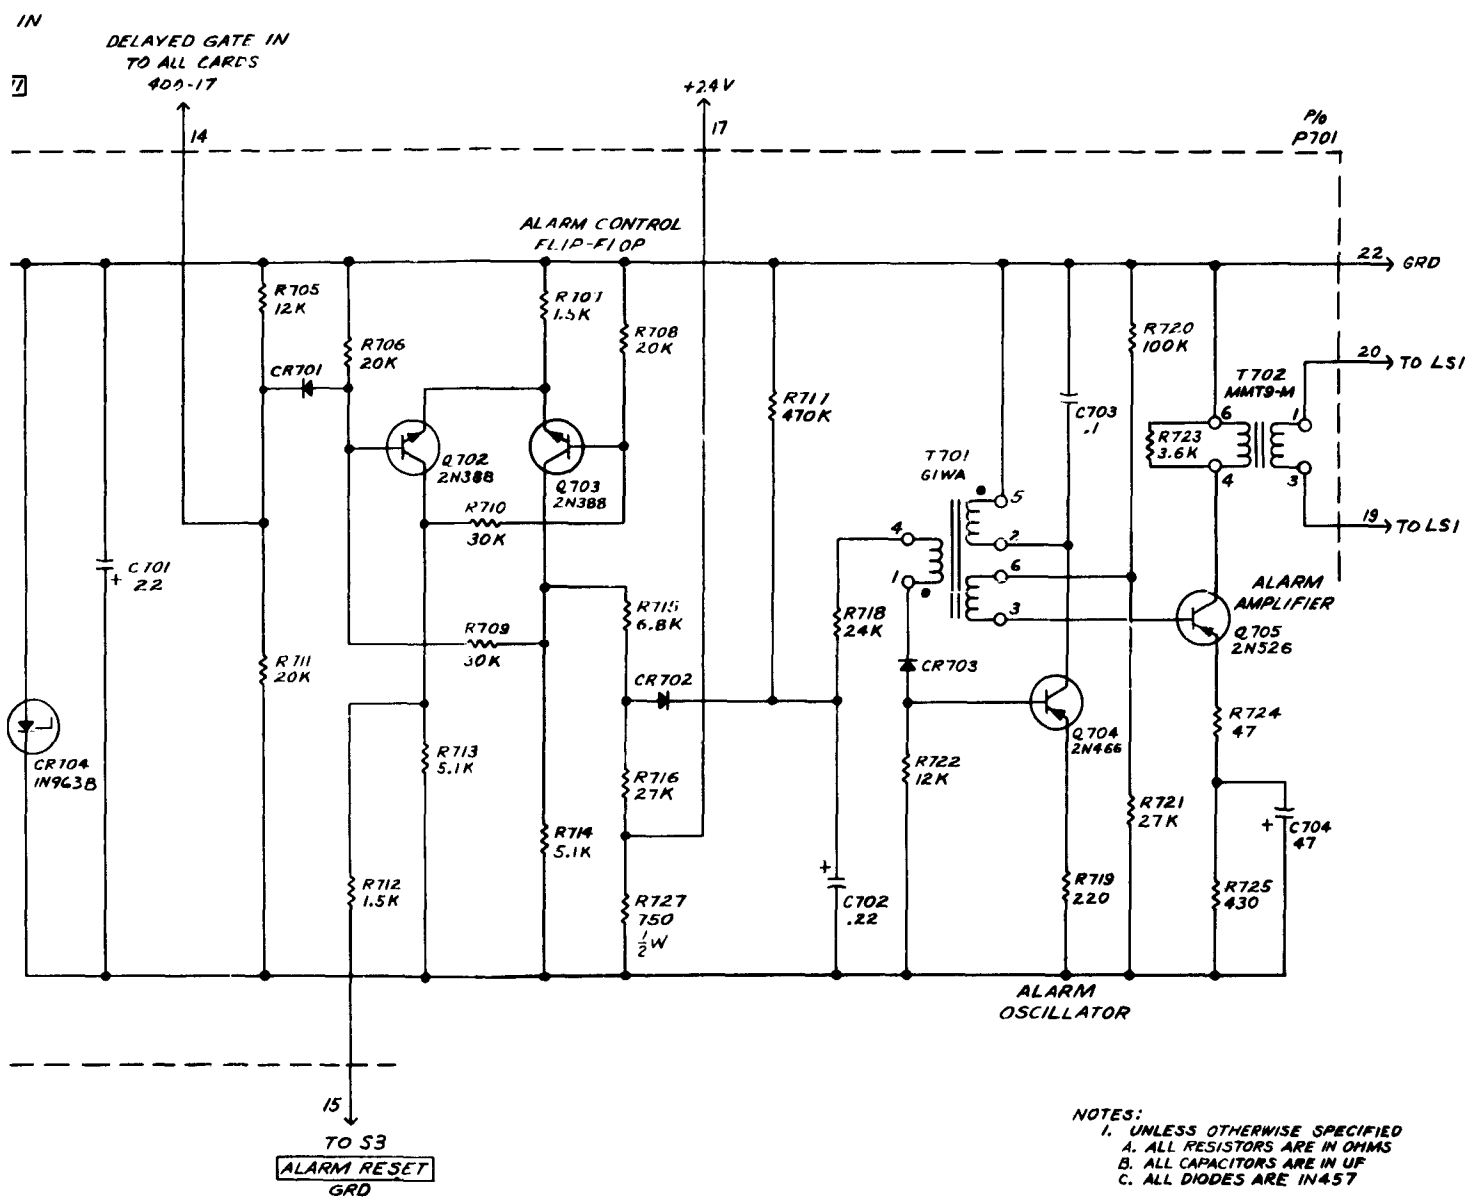 IN
DELAYED GATE IN
TO ALL CARDS
400-17
14
+24V
17
P/O
P701
ALARM CONTROL
FLIP-FLOP
22
GRD
R705
12K
R706
20K
CR701
R707
1.5K
R708
20K
R717
470K
R720
100K
20
TO LS1
T702
MMT9-M
C703
.1
6
1
R723
3.6K
4
3
Q702
2N388
Q703
2N388
T701
GIWA
5
R710
30K
4
2
19
TO LS1
C701
+ 22
1
6
3
ALARM
AMPLIFIER
Q705
2N526
R715
6.8K
R718
24K
R709
30K
R711
20K
CR702
CR703
CR704
1N963B
R713
5.1K
R716
27K
R722
12K
Q704
2N466
R724
47
R721
27K
R714
5.1K
+ C704
47
R712
1.5K
R727
750
1/2 W
+
C702
.22
R719
220
R725
430
ALARM
OSCILLATOR
15
TO S3
ALARM RESET
GRD
NOTES:
1. UNLESS OTHERWISE SPECIFIED
A. ALL RESISTORS ARE IN OHMS
B. ALL CAPACITORS ARE IN UF
C. ALL DIODES ARE IN457